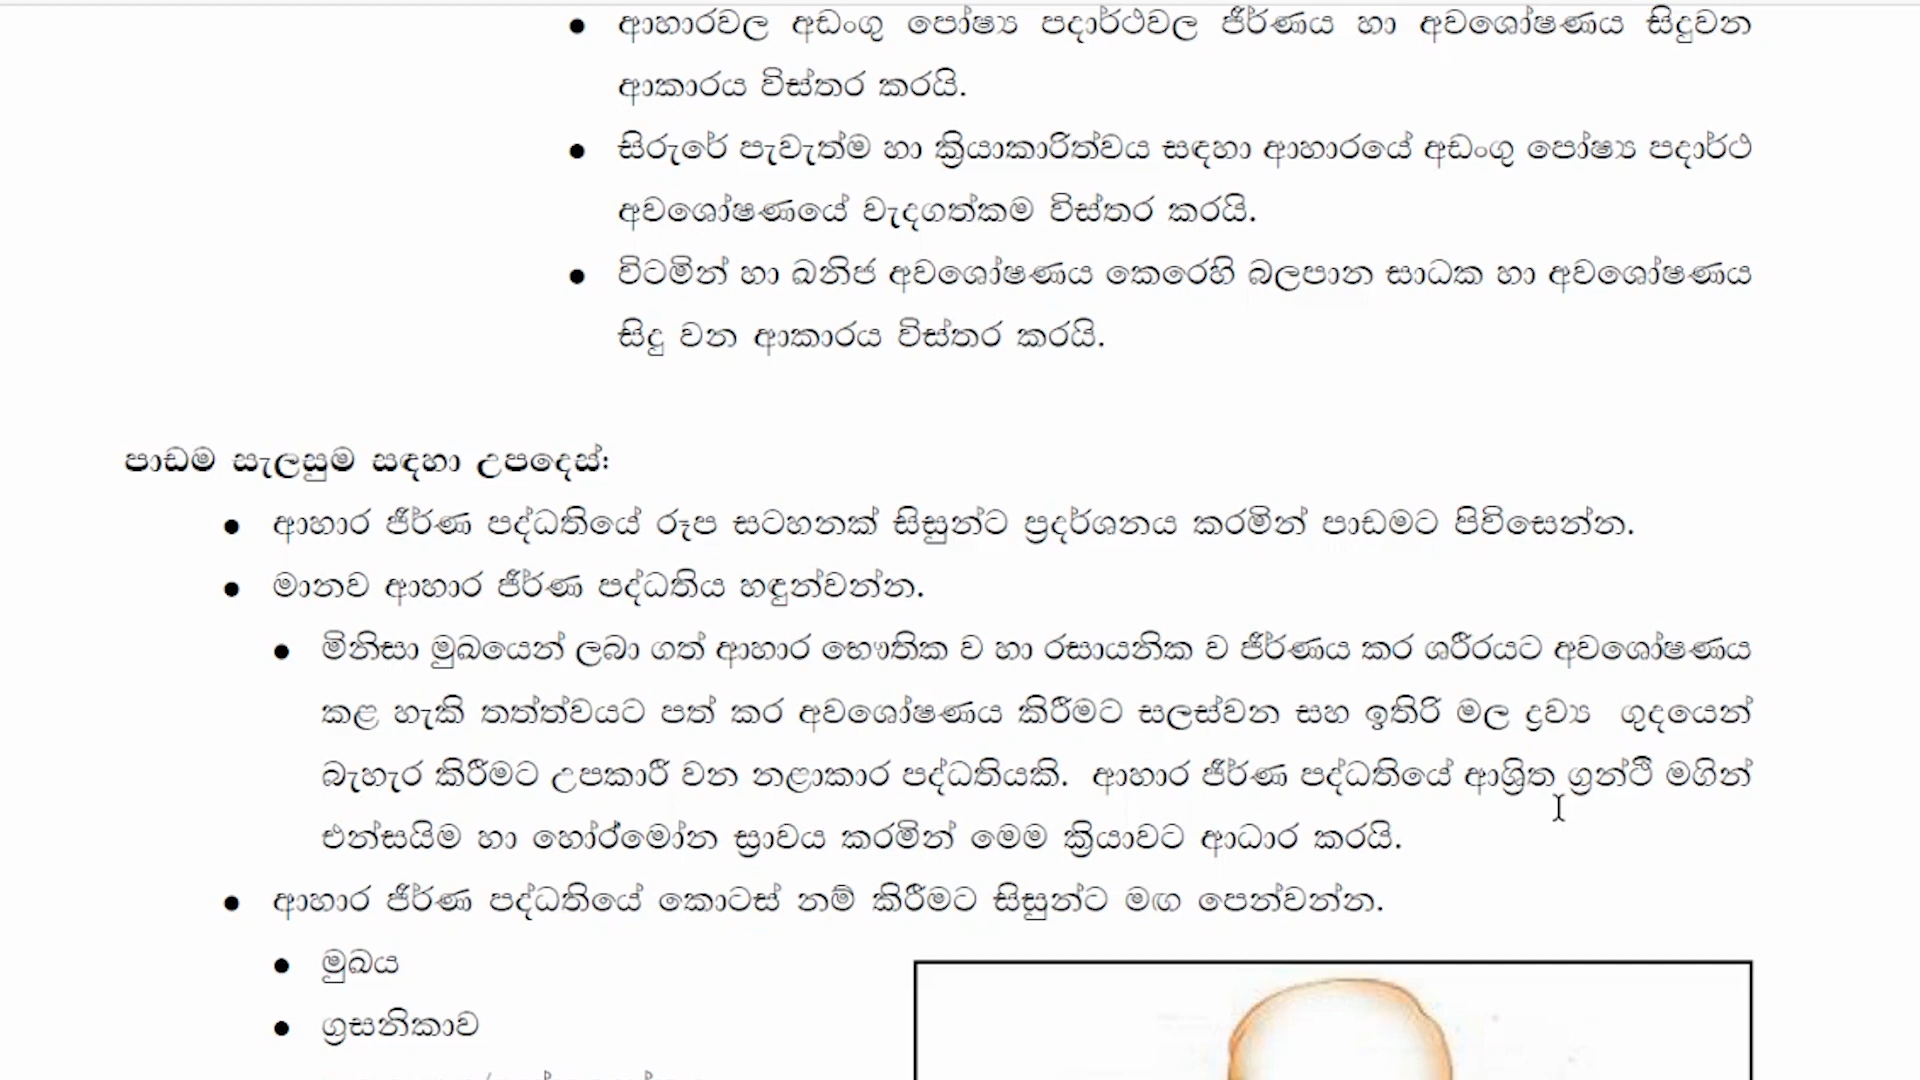 • ආහාරවල අඩංගු පෝෂ්‍ය පදාර්ථවල ජීර්ණය හා අවශෝෂණය සිදුවන
ආකාරය විස්තර කරයි.
• සිරුරේ පැවැත්ම හා ක්‍රියාකාරිත්වය සඳහා ආහාරයේ අඩංගු පෝෂ්‍ය පදාර්ථ
අවශෝෂණයේ වැදගත්කම විස්තර කරයි.
• විටමින් හා ඛනිජ අවශෝෂණය කෙරෙහි බලපාන සාධක හා අවශෝෂණය
සිදු වන ආකාරය විස්තර කරයි.
පාඩම සැලසුම සඳහා උපදෙස්:
• ආහාර ජීර්ණ පද්ධතියේ රූප සටහනක් සිසුන්ට ප්‍රදර්ශනය කරමින් පාඩමට පිවිසෙන්න.
• මානව ආහාර ජීර්ණ පද්ධතිය හඳුන්වන්න.
• මිනිසා මුඛයෙන් ලබා ගත් ආහාර භෞතික ව හා රසායනික ව ජීර්ණය කර ශරීරයට අවශෝෂණය
කළ හැකි තත්ත්වයට පත් කර අවශෝෂණය කිරීමට සලස්වන සහ ඉතිරි මල ද්‍රව්‍ය ගුදයෙන්
බැහැර කිරීමට උපකාරී වන නළාකාර පද්ධතියකි. ආහාර ජීර්ණ පද්ධතියේ ආශ්‍රිත ග්‍රන්ථී මගින්
එන්සයිම හා හෝර්මෝන ස්‍රාවය කරමින් මෙම ක්‍රියාවට ආධාර කරයි.
• ආහාර ජීර්ණ පද්ධතියේ කොටස් නම් කිරීමට සිසුන්ට මඟ පෙන්වන්න.
• මුඛය
• ග්‍රසනිකාව